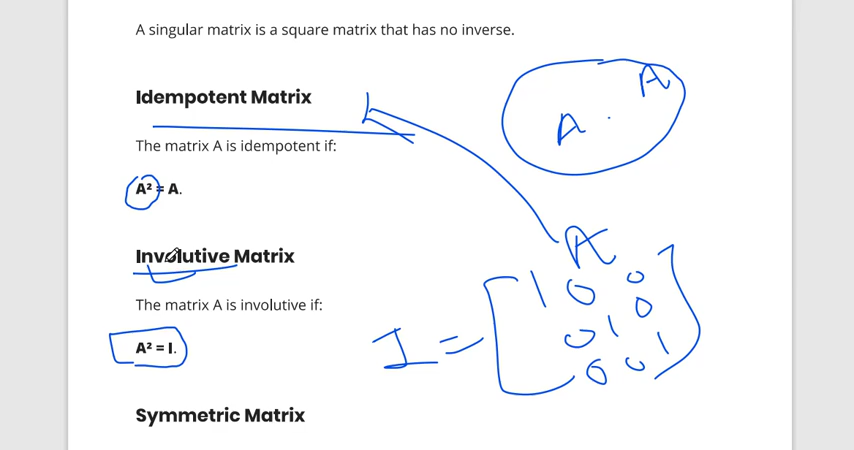 A singular matrix is a square matrix that has no inverse.
Idempotent Matrix
A
A .
The matrix A is idempotent if:
A² = A.
A
Involutive Matrix
The matrix A is involutive if:
A² = I.
I = [ 1 0 0
0 1 0
0 0 1 ]
Symmetric Matrix